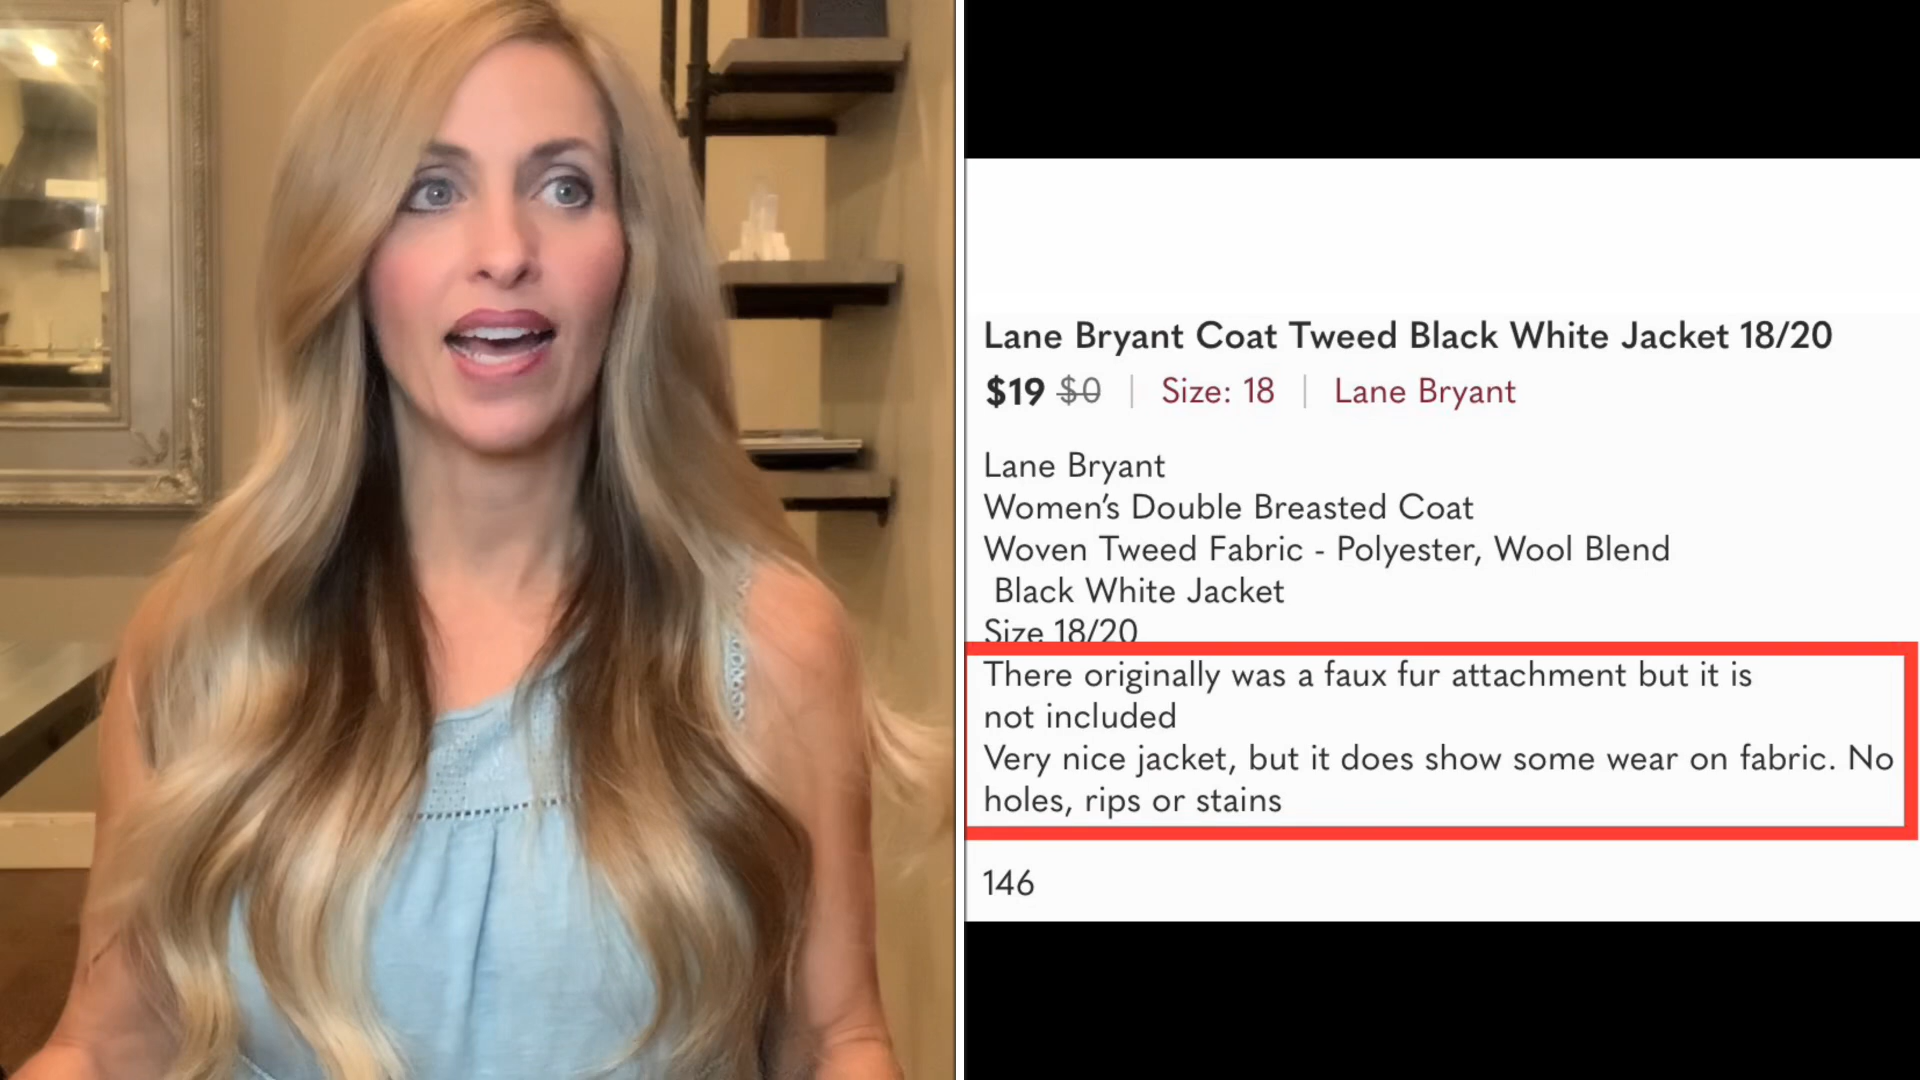 Lane Bryant Coat Tweed Black White Jacket 18/20
$19 $0 | Size: 18 | Lane Bryant
Lane Bryant
Women's Double Breasted Coat
Woven Tweed Fabric - Polyester, Wool Blend
Black White Jacket
Size 18/20
There originally was a faux fur attachment but it is
not included
Very nice jacket, but it does show some wear on fabric. No
holes, rips or stains
146